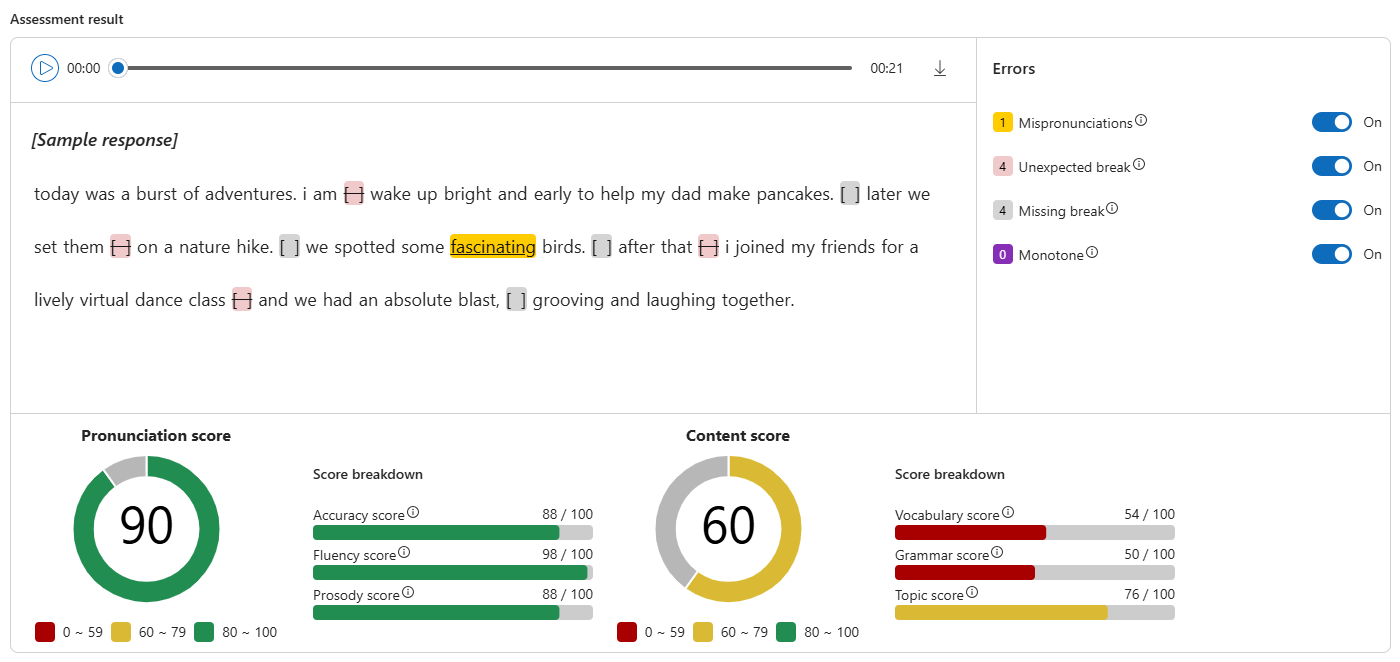 Assessment result
00:00
00:21
[Sample response]
today was a burst of adventures. i am [ ] wake up bright and early to help my dad make pancakes. [ ] later we
set them [ ] on a nature hike. [ ] we spotted some fascinating birds. [ ] after that [ ] i joined my friends for a
lively virtual dance class [ ] and we had an absolute blast, [ ] grooving and laughing together.
Errors
1 Mispronunciations On
4 Unexpected break On
4 Missing break On
0 Monotone On
Pronunciation score
90
0 ~ 59 60 ~ 79 80 ~ 100
Score breakdown
Accuracy score 88 / 100
Fluency score 98 / 100
Prosody score 88 / 100
Content score
60
0 ~ 59 60 ~ 79 80 ~ 100
Score breakdown
Vocabulary score 54 / 100
Grammar score 50 / 100
Topic score 76 / 100